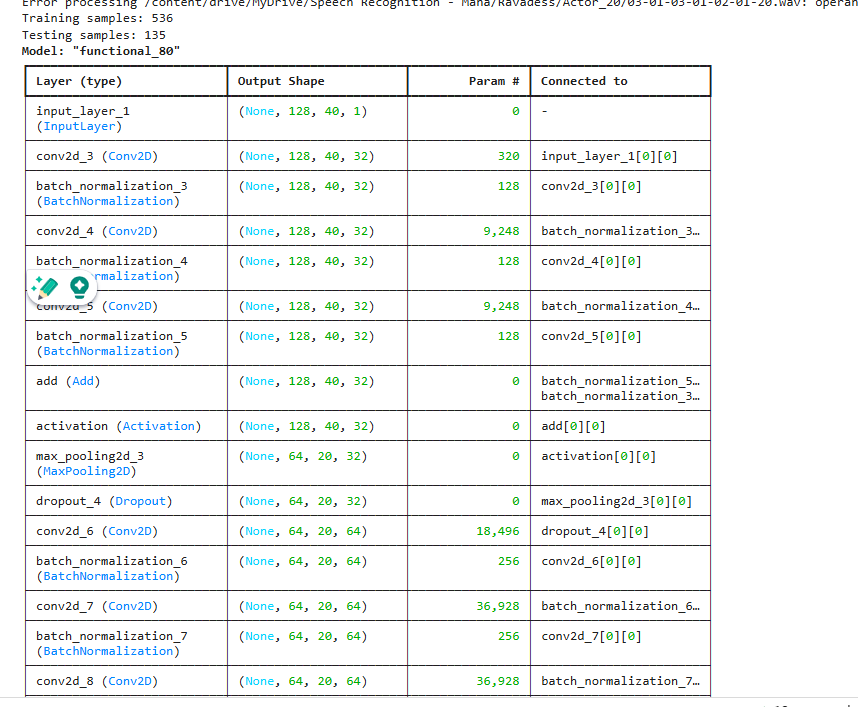 Error processing /content/drive/MyDrive/Speech Recognition - Maha/Ravadess/Actor_20/03-01-03-01-02-01-20.wav: operan
Training samples: 536
Testing samples: 135
Model: "functional_80"
Layer (type) Output Shape Param # Connected to
input_layer_1 (None, 128, 40, 1) 0 -
(InputLayer)
conv2d_3 (Conv2D) (None, 128, 40, 32) 320 input_layer_1[0][0]
batch_normalization_3 (None, 128, 40, 32) 128 conv2d_3[0][0]
(BatchNormalization)
conv2d_4 (Conv2D) (None, 128, 40, 32) 9,248 batch_normalization_3…
batch_normalization_4 (None, 128, 40, 32) 128 conv2d_4[0][0]
rmalization)
conv2d_5 (Conv2D) (None, 128, 40, 32) 9,248 batch_normalization_4…
batch_normalization_5 (None, 128, 40, 32) 128 conv2d_5[0][0]
(BatchNormalization)
add (Add) (None, 128, 40, 32) 0 batch_normalization_5…
batch_normalization_3…
activation (Activation) (None, 128, 40, 32) 0 add[0][0]
max_pooling2d_3 (None, 64, 20, 32) 0 activation[0][0]
(MaxPooling2D)
dropout_4 (Dropout) (None, 64, 20, 32) 0 max_pooling2d_3[0][0]
conv2d_6 (Conv2D) (None, 64, 20, 64) 18,496 dropout_4[0][0]
batch_normalization_6 (None, 64, 20, 64) 256 conv2d_6[0][0]
(BatchNormalization)
conv2d_7 (Conv2D) (None, 64, 20, 64) 36,928 batch_normalization_6…
batch_normalization_7 (None, 64, 20, 64) 256 conv2d_7[0][0]
(BatchNormalization)
conv2d_8 (Conv2D) (None, 64, 20, 64) 36,928 batch_normalization_7…